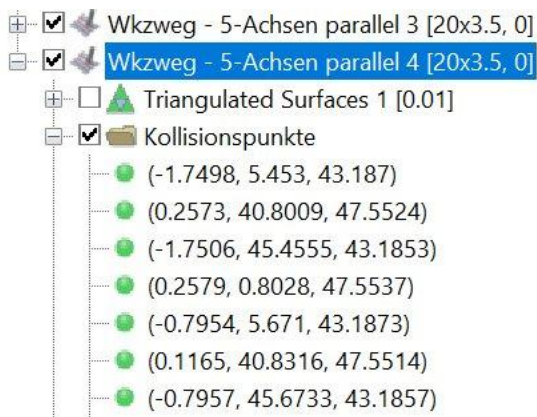 Wkzweg - 5-Achsen parallel 3 [20x3.5, 0]
Wkzweg - 5-Achsen parallel 4 [20x3.5, 0]
Triangulated Surfaces 1 [0.01]
Kollisionspunkte
(-1.7498, 5.453, 43.187)
(0.2573, 40.8009, 47.5524)
(-1.7506, 45.4555, 43.1853)
(0.2579, 0.8028, 47.5537)
(-0.7954, 5.671, 43.1873)
(0.1165, 40.8316, 47.5514)
(-0.7957, 45.6733, 43.1857)